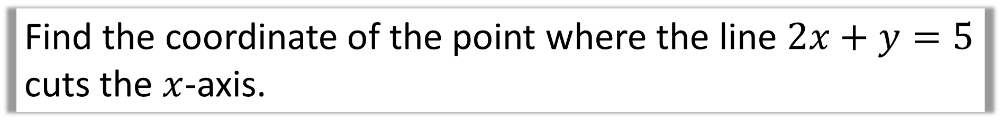 Find the coordinate of the point where the line 2x + y = 5
cuts the x-axis.